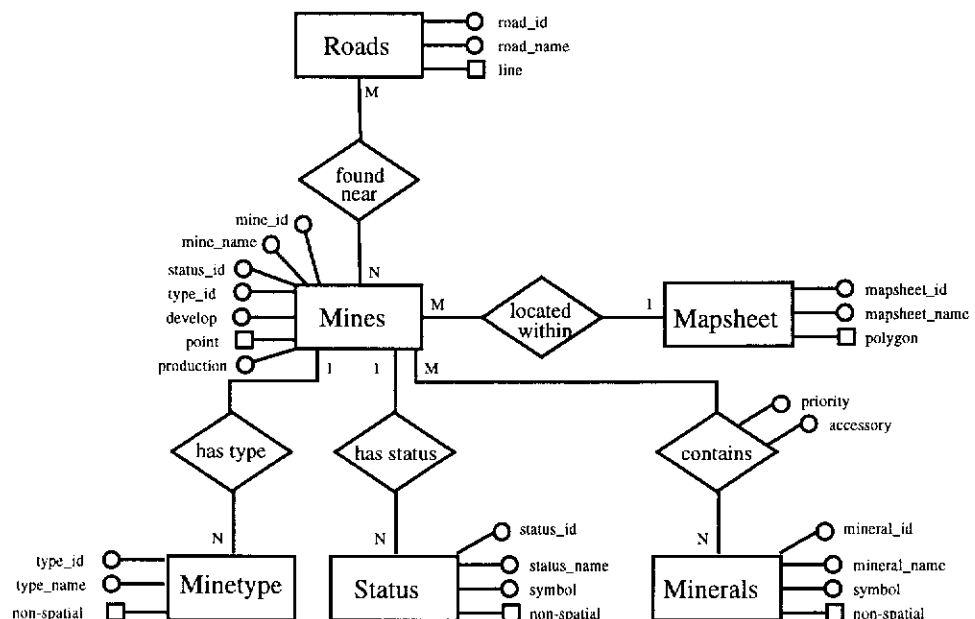 Roads
road_id
road_name
line
M
found
near
N
mine_id
mine_name
status_id
type_id
develop
point
production
Mines
M
located
within
1
Mapsheet
mapsheet_id
mapsheet_name
polygon
1
1
M
has type
has status
contains
priority
accessory
N
N
N
type_id
type_name
non-spatial
Minetype
Status
status_id
status_name
symbol
non-spatial
Minerals
mineral_id
mineral_name
symbol
non-spatial